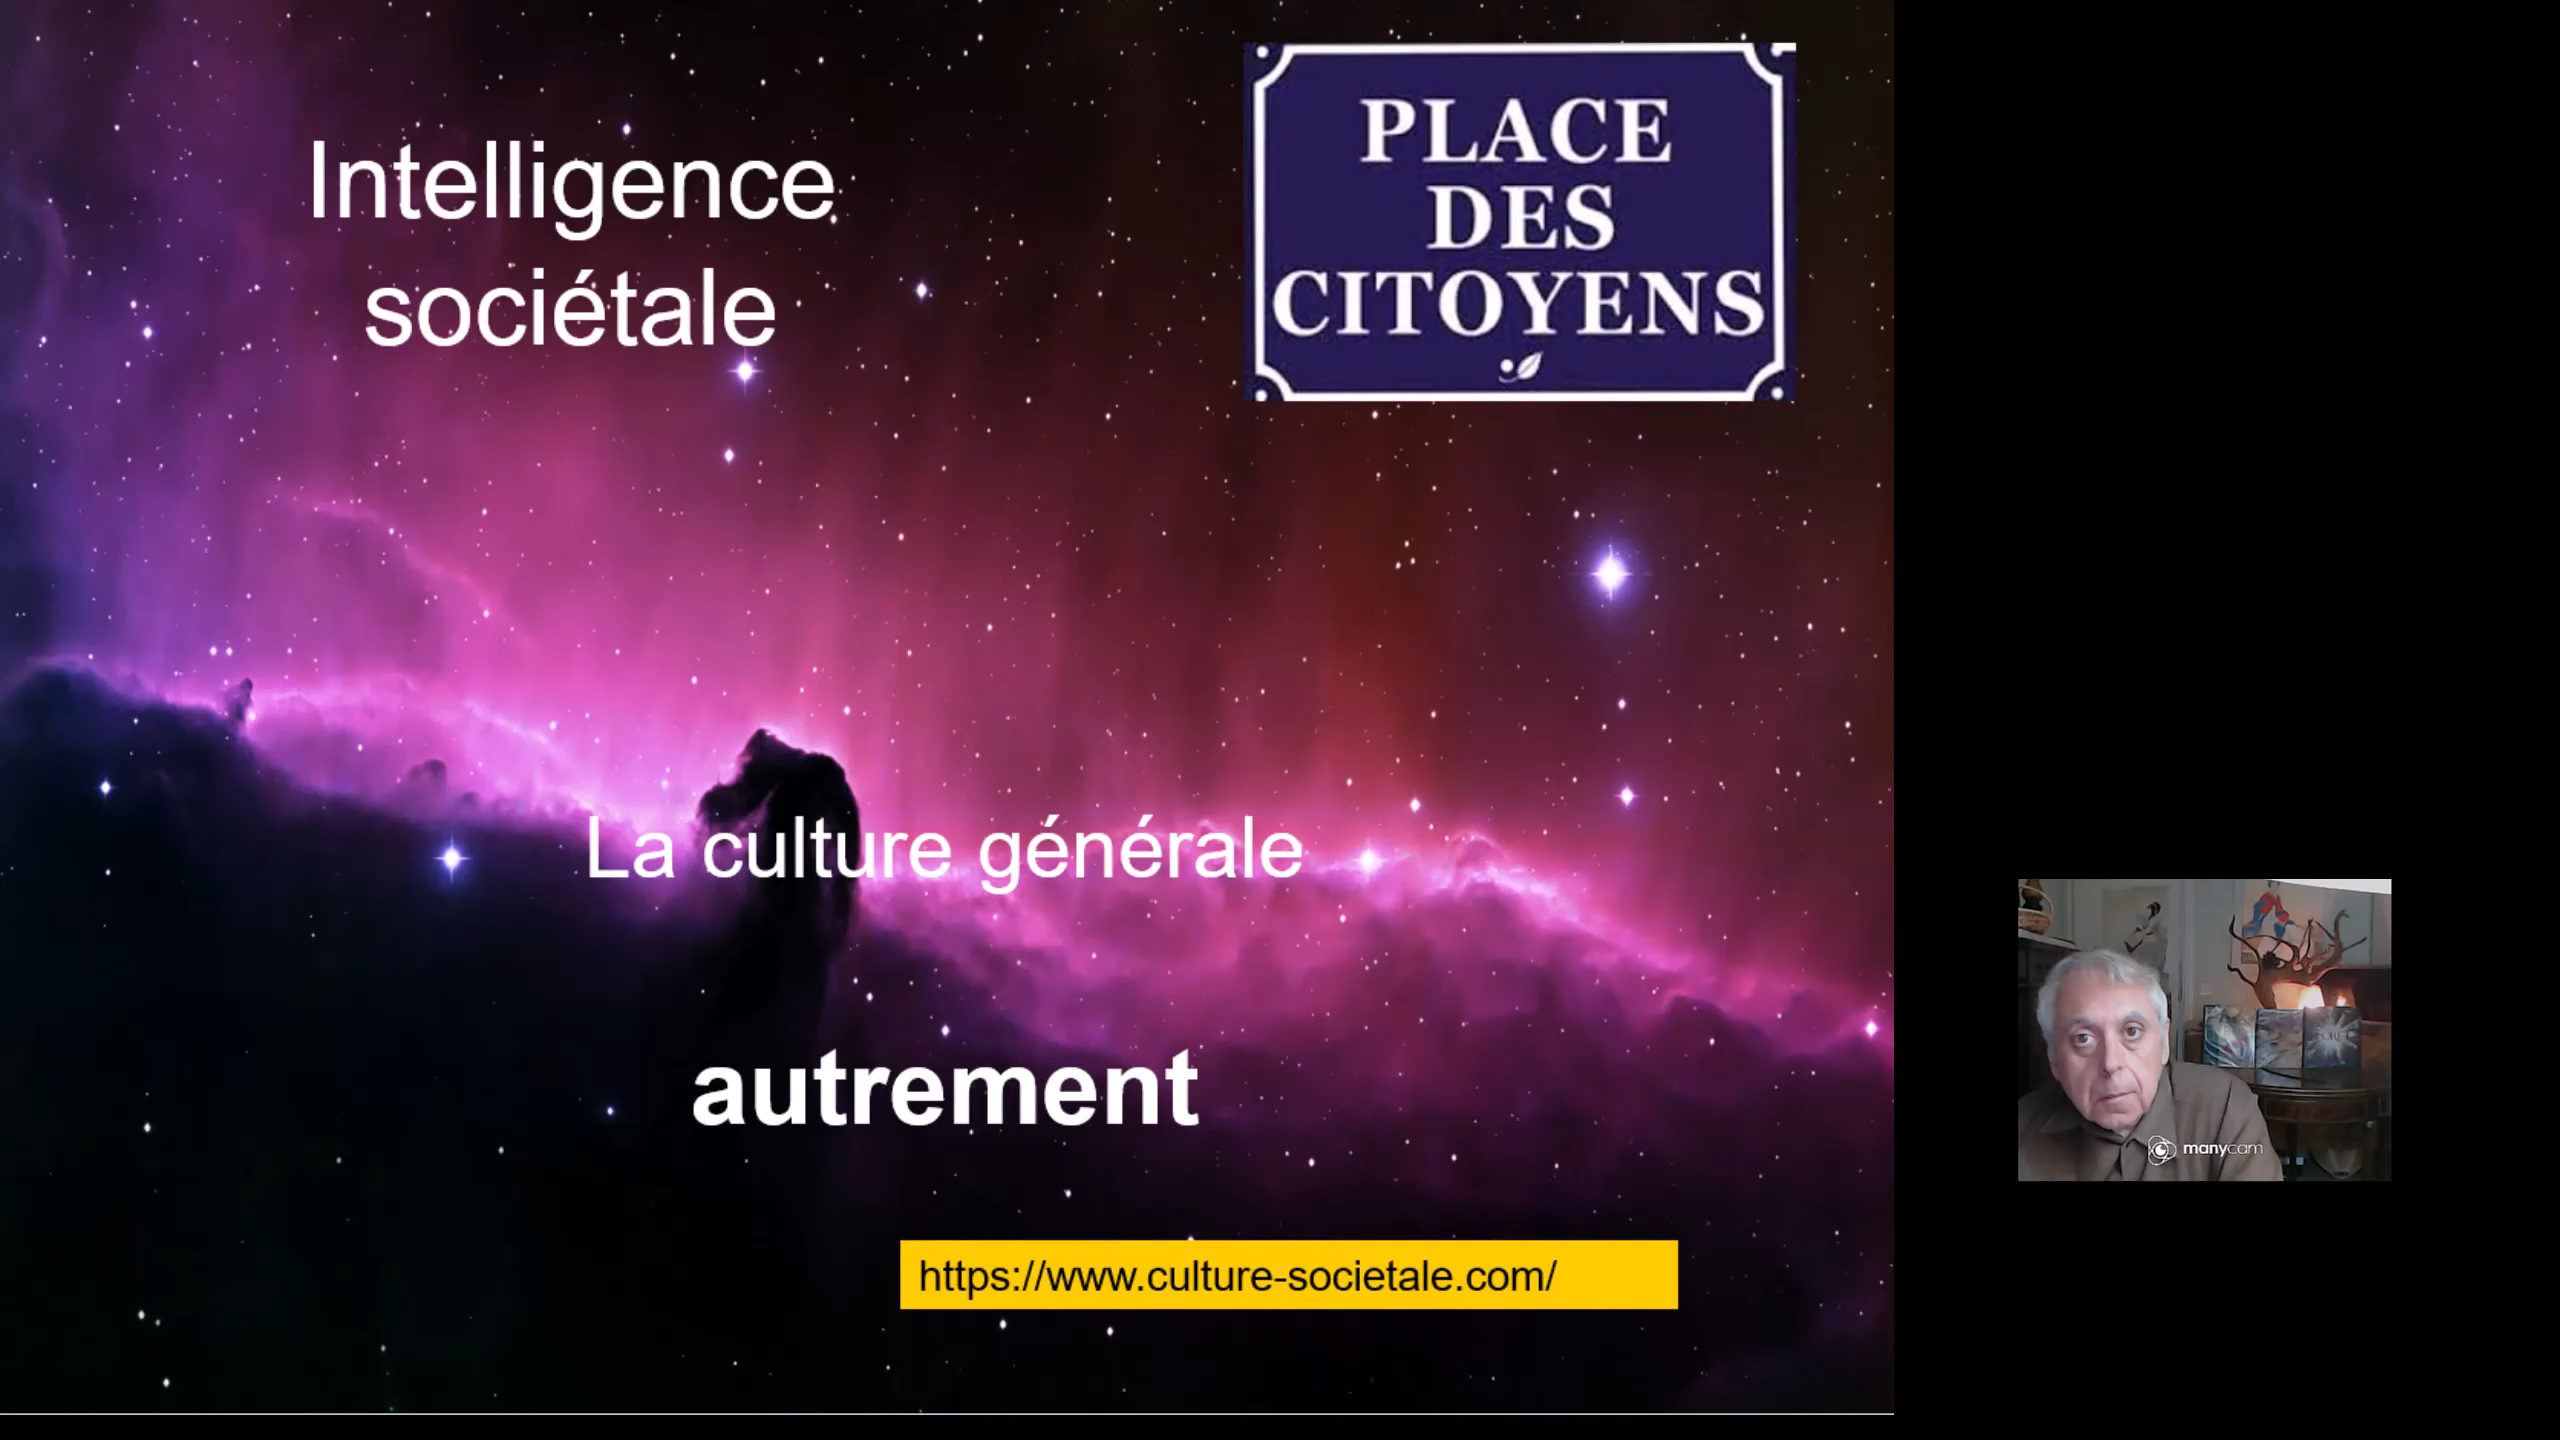 Intelligence
sociétale
PLACE
DES
CITOYENS
La culture générale
autrement
https://www.culture-societale.com/
manycam